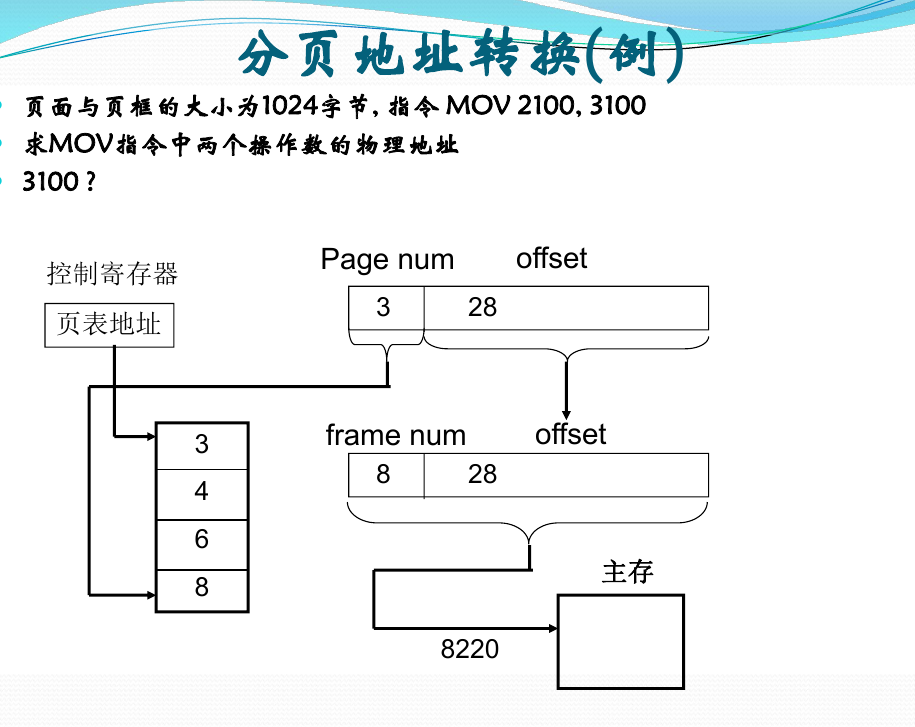 分页地址转换(例)
页面与页框的大小为1024字节, 指令 MOV 2100, 3100
求MOV指令中两个操作数的物理地址
3100 ?
控制寄存器
页表地址
Page num offset
3 28
frame num offset
8 28
3
4
6
8
主存
8220